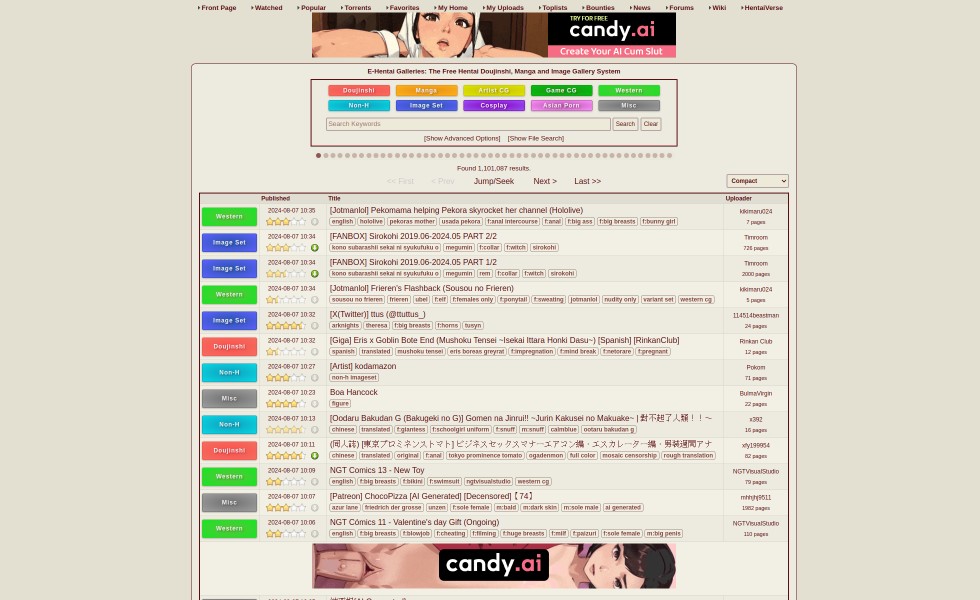 Front Page Watched Popular Torrents Favorites My Home My Uploads Toplists Bounties News Forums Wiki HentaiVerse
TRY FOR FREE
candy.ai
Create Your AI Cum Slut
E-Hentai Galleries: The Free Hentai Doujinshi, Manga and Image Gallery System
Doujinshi Manga Artist CG Game CG Western
Non-H Image Set Cosplay Asian Porn Misc
Search Keywords Search Clear
[Show Advanced Options] [Show File Search]
Found 1,101,087 results.
<< First < Prev Jump/Seek Next > Last >> Compact
Published Title Uploader
Western 2024-08-07 10:35 [Jotmanlol] Pekomama helping Pekora skyrocket her channel (Hololive) kikimaru024
english hololive pekoras mother usada pekora f:anal intercourse f:anal f:big ass f:big breasts f:bunny girl 7 pages
Image Set 2024-08-07 10:34 [FANBOX] Sirokohi 2019.06-2024.05 PART 2/2 Timroom
kono subarashii sekai ni syukufuku o megumin f:collar f:witch sirokohi 726 pages
Image Set 2024-08-07 10:34 [FANBOX] Sirokohi 2019.06-2024.05 PART 1/2 Timroom
kono subarashii sekai ni syukufuku o megumin rem f:collar f:witch sirokohi 2000 pages
Western 2024-08-07 10:34 [Jotmanlol] Frieren's Flashback (Sousou no Frieren) kikimaru024
sousou no frieren frieren ubel f:elf f:females only f:ponytail f:sweating jotmanlol nudity only variant set western cg 5 pages
Image Set 2024-08-07 10:32 [X(Twitter)] ttus (@ttuttus_) 114514beastman
arknights theresa f:big breasts f:horns tusyn 24 pages
Doujinshi 2024-08-07 10:32 [Giga] Eris x Goblin Bote End (Mushoku Tensei ~Isekai Ittara Honki Dasu~) [Spanish] [RinkanClub] Rinkan Club
spanish translated mushoku tensei eris boreas greyrat f:impregnation f:mind break f:netorare f:pregnant 12 pages
Non-H 2024-08-07 10:27 [Artist] kodamazon Pokom
non-h imageset 71 pages
Misc 2024-08-07 10:23 Boa Hancock BulmaVirgin
figure 22 pages
Non-H 2024-08-07 10:13 [Oodaru Bakudan G (Bakugeki no G)] Gomen na Jinrui!! ~Jurin Kakusei no Makuake~ | 對不起了人類！！～ x392
chinese translated f:giantess f:schoolgirl uniform f:snuff m:snuff calmblue ootaru bakudan g 16 pages
Doujinshi 2024-08-07 10:11 (同人誌) [東京プロミネンストマト] ビジネスセックスマナーエアコン編・エスカレーター編・男装週間アナ xly199954
chinese translated original f:anal tokyo prominence tomato ogadenmon full color mosaic censorship rough translation 82 pages
Western 2024-08-07 10:09 NGT Comics 13 - New Toy NGTVisualStudio
english f:big breasts f:bikini f:swimsuit ngtvisualstudio western cg 79 pages
Misc 2024-08-07 10:07 [Patreon] ChocoPizza [AI Generated] [Decensored]【74】 mhhjhj9511
azur lane friedrich der grosse unzen f:sole female m:bald m:dark skin m:sole male ai generated 1982 pages
Western 2024-08-07 10:06 NGT Cómics 11 - Valentine's day Gift (Ongoing) NGTVisualStudio
english f:big breasts f:blowjob f:cheating f:filming f:huge breasts f:milf f:paizuri f:sole female m:big penis 110 pages
candy.ai